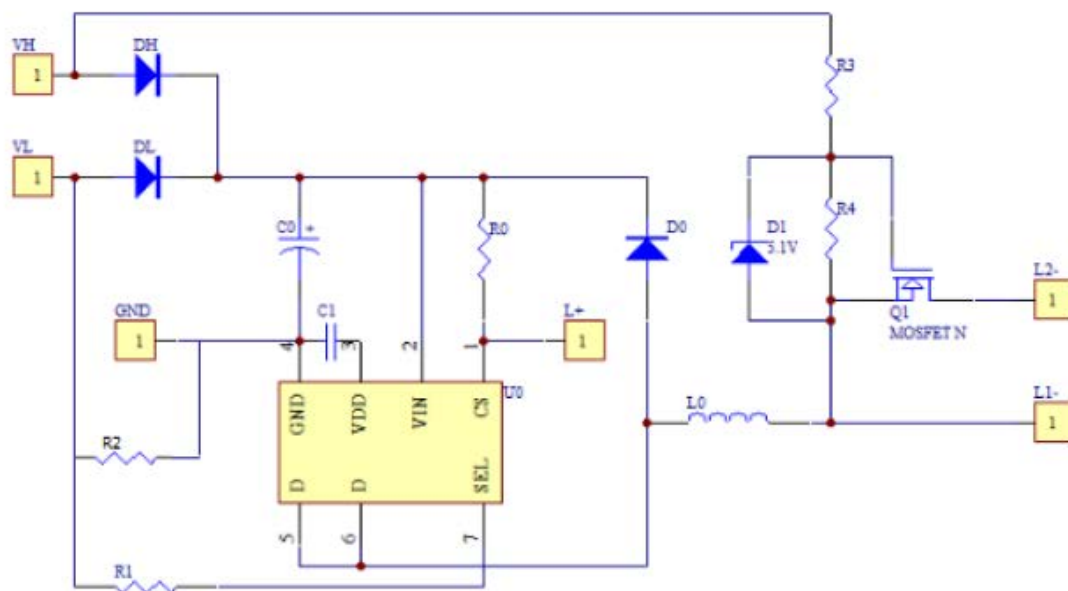 VH
1
DH
VL
1
DL
R3
C0
+
R0
D0
D1
5.1V
R4
L2-
1
Q1
MOSFET N
GND
1
C1
L+
1
4
3
2
1
U0
GND
VDD
VIN
CS
L0
L1-
1
R2
D
D
SEL
5
6
7
R1